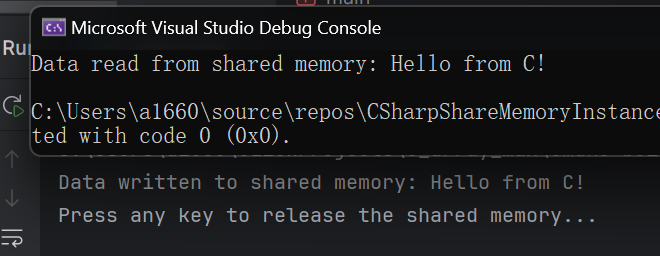 main
Microsoft Visual Studio Debug Console
Run
Data read from shared memory: Hello from C!
C:\Users\a1660\source\repos\CSharpShareMemoryInstance
ted with code 0 (0x0).
Data written to shared memory: Hello from C!
Press any key to release the shared memory...